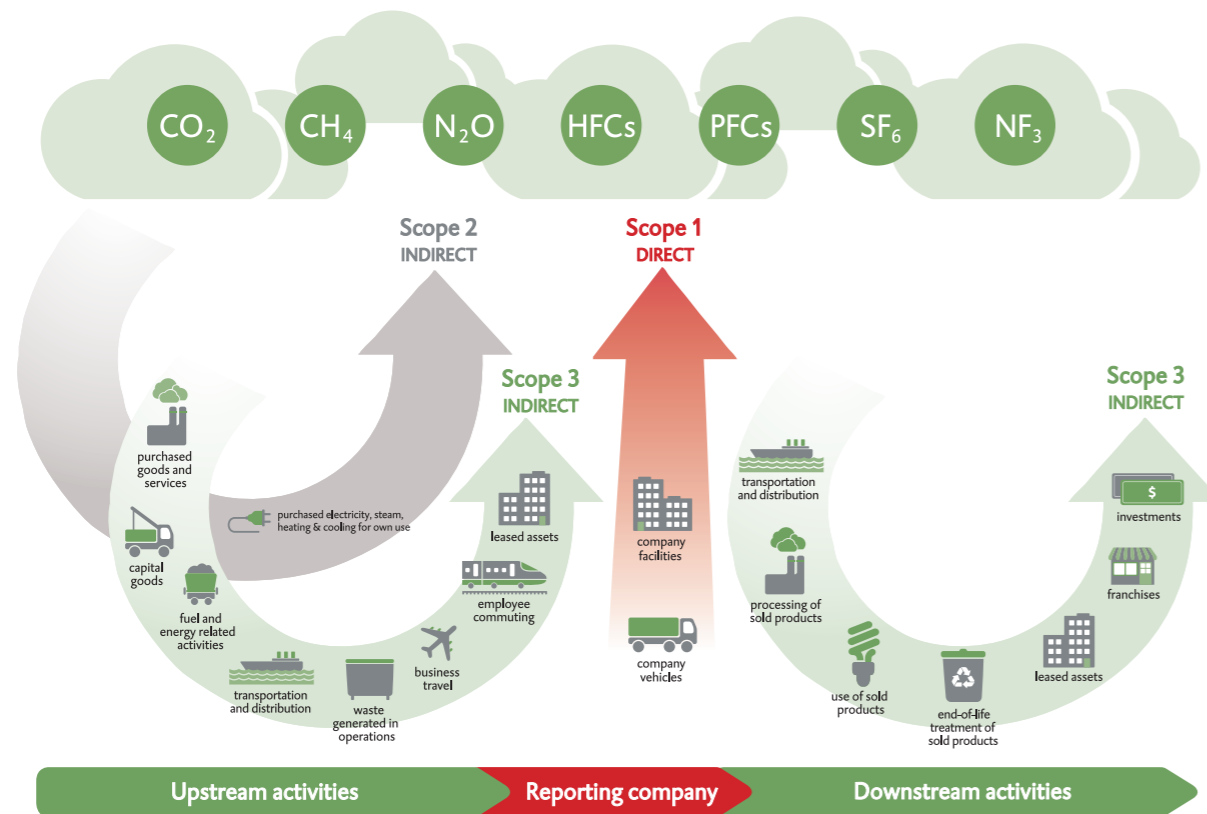 CO₂
CH₄
N₂O
HFCs
PFCs
SF₆
NF₃
Scope 2
INDIRECT
Scope 1
DIRECT
Scope 3
INDIRECT
Scope 3
INDIRECT
purchased
goods and
services
capital
goods
fuel and
energy related
activities
purchased electricity, steam,
heating & cooling for own use
transportation
and distribution
waste
generated in
operations
business
travel
employee
commuting
leased assets
company
facilities
company
vehicles
transportation
and distribution
processing of
sold products
use of sold
products
end-of-life
treatment of
sold products
leased assets
franchises
$
investments
Upstream activities
Reporting company
Downstream activities